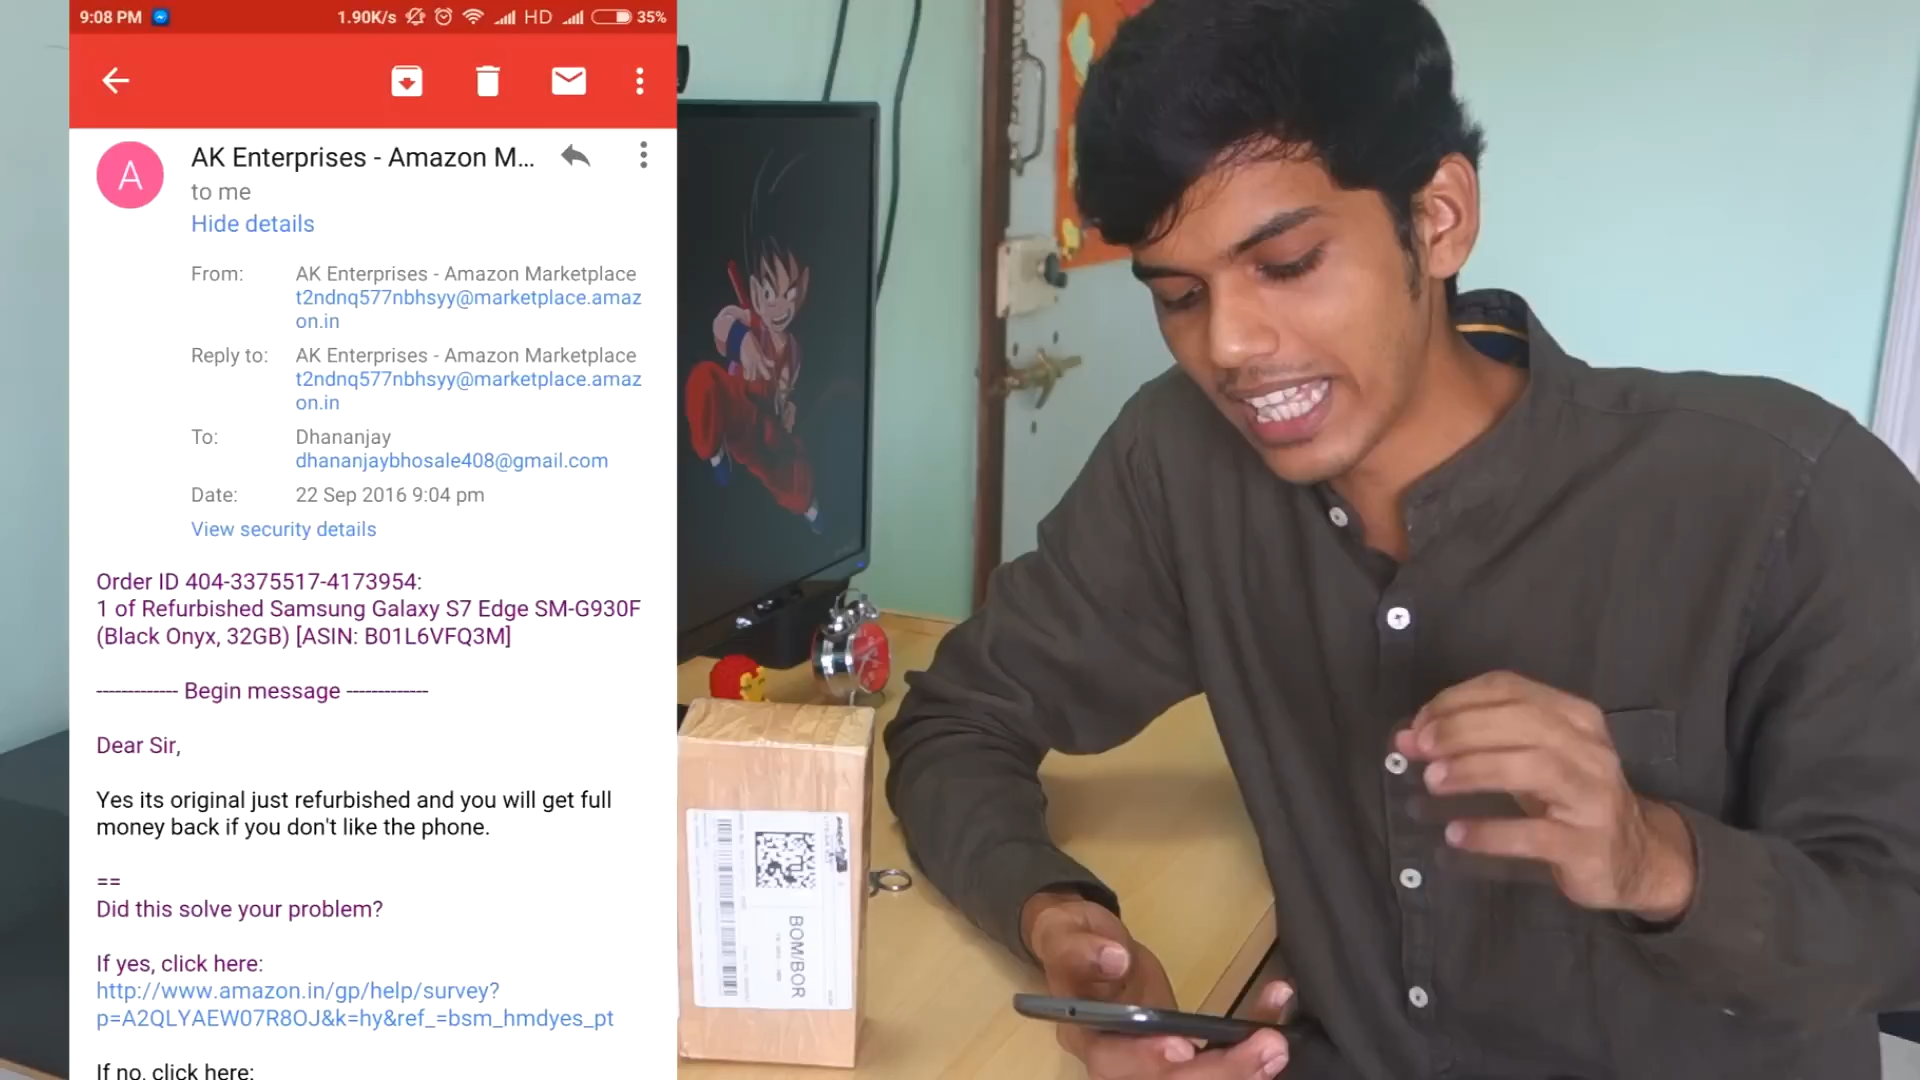 9:08 PM
1.90K/s HD 35%
AK Enterprises - Amazon M...
A
to me
Hide details
From: AK Enterprises - Amazon Marketplace
t2ndnq577nbhsyy@marketplace.amaz
on.in
Reply to: AK Enterprises - Amazon Marketplace
t2ndnq577nbhsyy@marketplace.amaz
on.in
To: Dhananjay
dhananjaybhosale408@gmail.com
Date: 22 Sep 2016 9:04 pm
View security details
Order ID 404-3375517-4173954:
1 of Refurbished Samsung Galaxy S7 Edge SM-G930F
(Black Onyx, 32GB) [ASIN: B01L6VFQ3M]
------------- Begin message -------------
Dear Sir,
Yes its original just refurbished and you will get full
money back if you don't like the phone.
==
Did this solve your problem?
If yes, click here:
http://www.amazon.in/gp/help/survey?
p=A2QLYAEW07R8OJ&k=hy&ref_=bsm_hmdyes_pt
If no, click here:
BOM/BOR